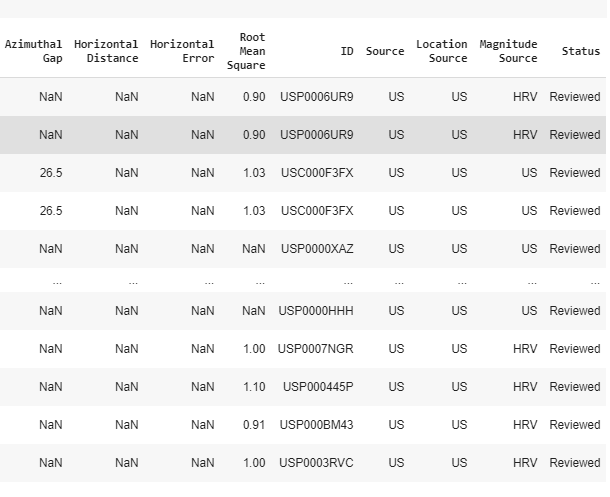 Azimuthal Gap Horizontal Distance Horizontal Error Root Mean Square ID Source Location Source Magnitude Source Status
NaN NaN NaN 0.90 USP0006UR9 US US HRV Reviewed
NaN NaN NaN 0.90 USP0006UR9 US US HRV Reviewed
26.5 NaN NaN 1.03 USC000F3FX US US US Reviewed
26.5 NaN NaN 1.03 USC000F3FX US US US Reviewed
NaN NaN NaN NaN USP0000XAZ US US US Reviewed
... ... ... ... ... ... ... ... ...
NaN NaN NaN NaN USP0000HHH US US US Reviewed
NaN NaN NaN 1.00 USP0007NGR US US HRV Reviewed
NaN NaN NaN 1.10 USP000445P US US HRV Reviewed
NaN NaN NaN 0.91 USP000BM43 US US HRV Reviewed
NaN NaN NaN 1.00 USP0003RVC US US HRV Reviewed